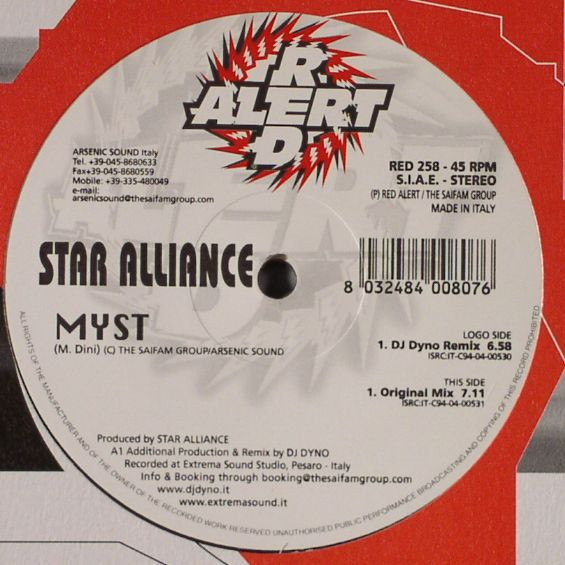 RED
ALERT
ARSENIC SOUND Italy
Tel. +39-045-8680633
Fax+39-045-8680559
Mobile: +39-335-480049
e-mail:
arsenicsound@thesaifamgroup.com
RED 258 - 45 RPM
S.I.A.E. - STEREO
(P) RED ALERT / THE SAIFAM GROUP
MADE IN ITALY
STAR ALLIANCE
8 032484 008076
MYST
(M. Dini) (C) THE SAIFAM GROUP/ARSENIC SOUND
LOGO SIDE
1. DJ Dyno Remix 6.58
ISRC:IT-C94-04-00530
THIS SIDE
1. Original Mix 7.11
ISRC:IT-C94-04-00531
Produced by STAR ALLIANCE
A1 Additional Production & Remix by DJ DYNO
Recorded at Extrema Sound Studio, Pesaro - Italy
Info & Booking through booking@thesaifamgroup.com
www.djdyno.it
www.extremasound.it
ALL RIGHTS OF THE MANUFACTURER AND OF THE OWNER OF THE RECORDED WORK RESERVED UNAUTHORISED PUBLIC PERFORMANCE BROADCASTING AND COPYING OF THIS RECORD PROHIBITED